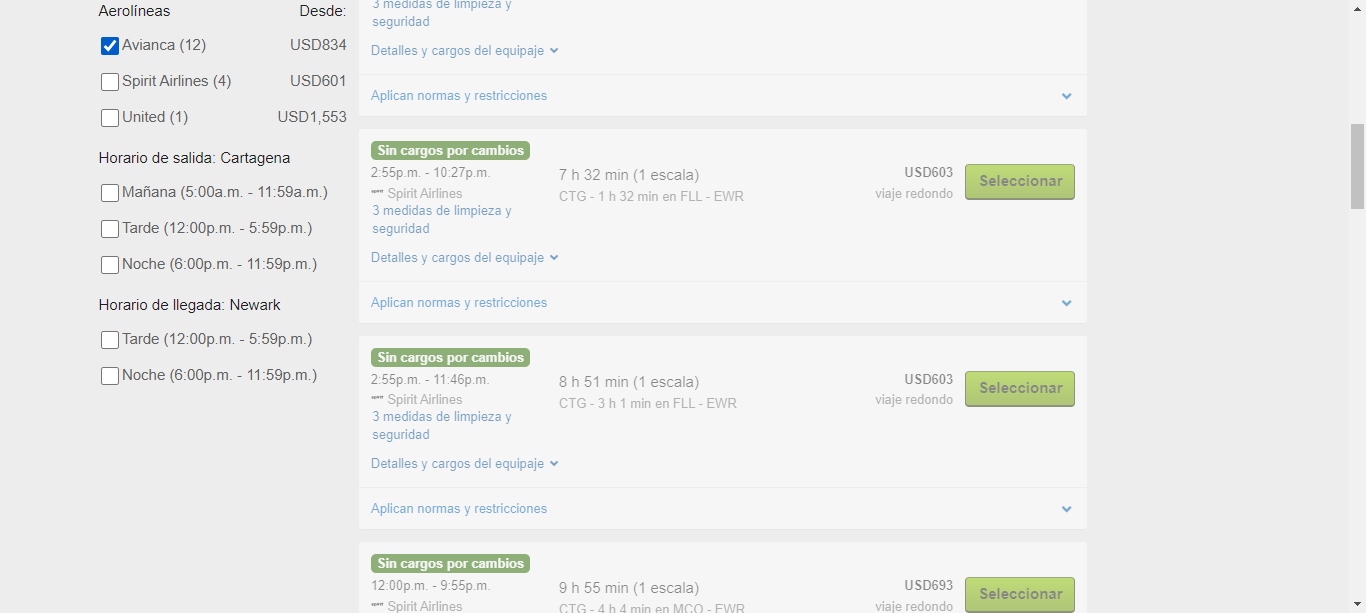 Aerolíneas Desde:
Avianca (12) USD834
Spirit Airlines (4) USD601
United (1) USD1,553
Horario de salida: Cartagena
Mañana (5:00a.m. - 11:59a.m.)
Tarde (12:00p.m. - 5:59p.m.)
Noche (6:00p.m. - 11:59p.m.)
Horario de llegada: Newark
Tarde (12:00p.m. - 5:59p.m.)
Noche (6:00p.m. - 11:59p.m.)
3 medidas de limpieza y
seguridad
Detalles y cargos del equipaje
Aplican normas y restricciones
Sin cargos por cambios
2:55p.m. - 10:27p.m.
Spirit Airlines
3 medidas de limpieza y
seguridad
7 h 32 min (1 escala)
CTG - 1 h 32 min en FLL - EWR
USD603
viaje redondo
Seleccionar
Detalles y cargos del equipaje
Aplican normas y restricciones
Sin cargos por cambios
2:55p.m. - 11:46p.m.
Spirit Airlines
3 medidas de limpieza y
seguridad
8 h 51 min (1 escala)
CTG - 3 h 1 min en FLL - EWR
USD603
viaje redondo
Seleccionar
Detalles y cargos del equipaje
Aplican normas y restricciones
Sin cargos por cambios
12:00p.m. - 9:55p.m.
Spirit Airlines
9 h 55 min (1 escala)
CTG - 4 h 4 min en MCO - EWR
USD693
viaje redondo
Seleccionar